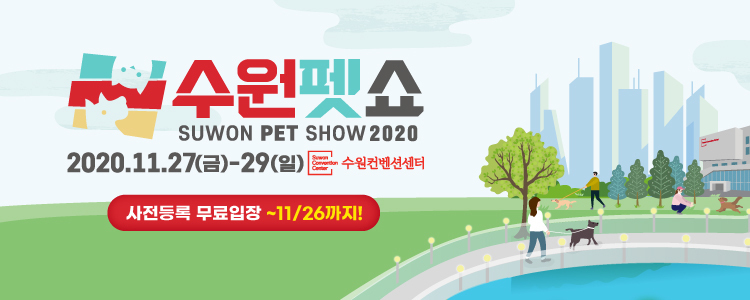 수원펫쇼
SUWON PET SHOW 2020
2020.11.27(금)-29(일) Suwon Convention Center 수원컨벤션센터
사전등록 무료입장 ~11/26까지!